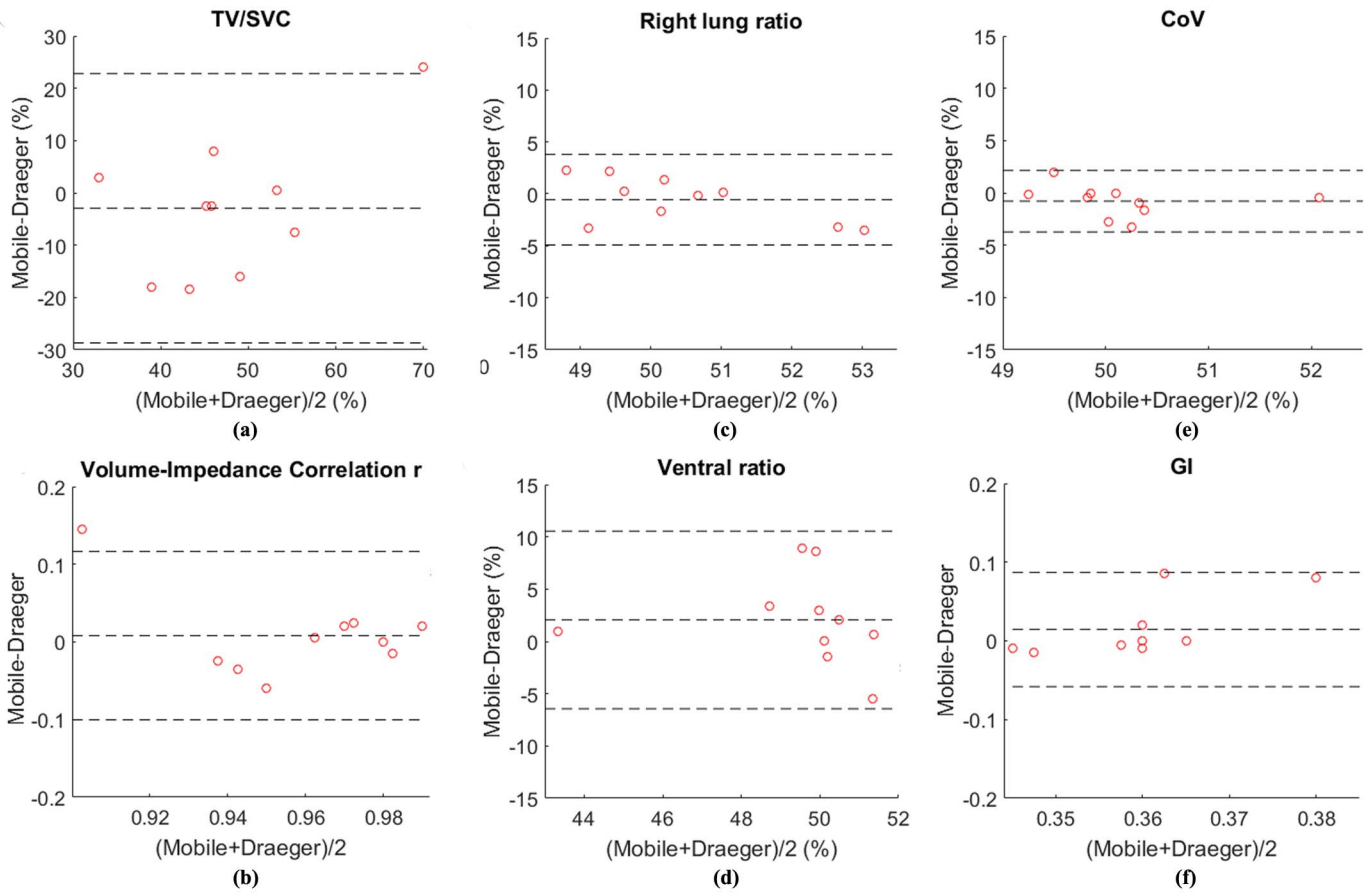 TV/SVC
30
20
10
0
-10
-20
-30
30
40
50
60
70
Mobile-Draeger (%)
(Mobile+Draeger)/2 (%)
(a)
Right lung ratio
15
10
5
0
-5
-10
-15
0
49
50
51
52
53
Mobile-Draeger (%)
(Mobile+Draeger)/2 (%)
(c)
CoV
15
10
5
0
-5
-10
-15
49
50
51
52
Mobile-Draeger (%)
(Mobile+Draeger)/2 (%)
(e)
Volume-Impedance Correlation r
0.2
0.1
0
-0.1
-0.2
0.92
0.94
0.96
0.98
Mobile-Draeger
(Mobile+Draeger)/2
(b)
Ventral ratio
15
10
5
0
-5
-10
-15
44
46
48
50
52
Mobile-Draeger (%)
(Mobile+Draeger)/2 (%)
(d)
GI
0.2
0.1
0
-0.1
-0.2
0.35
0.36
0.37
0.38
Mobile-Draeger
(Mobile+Draeger)/2
(f)